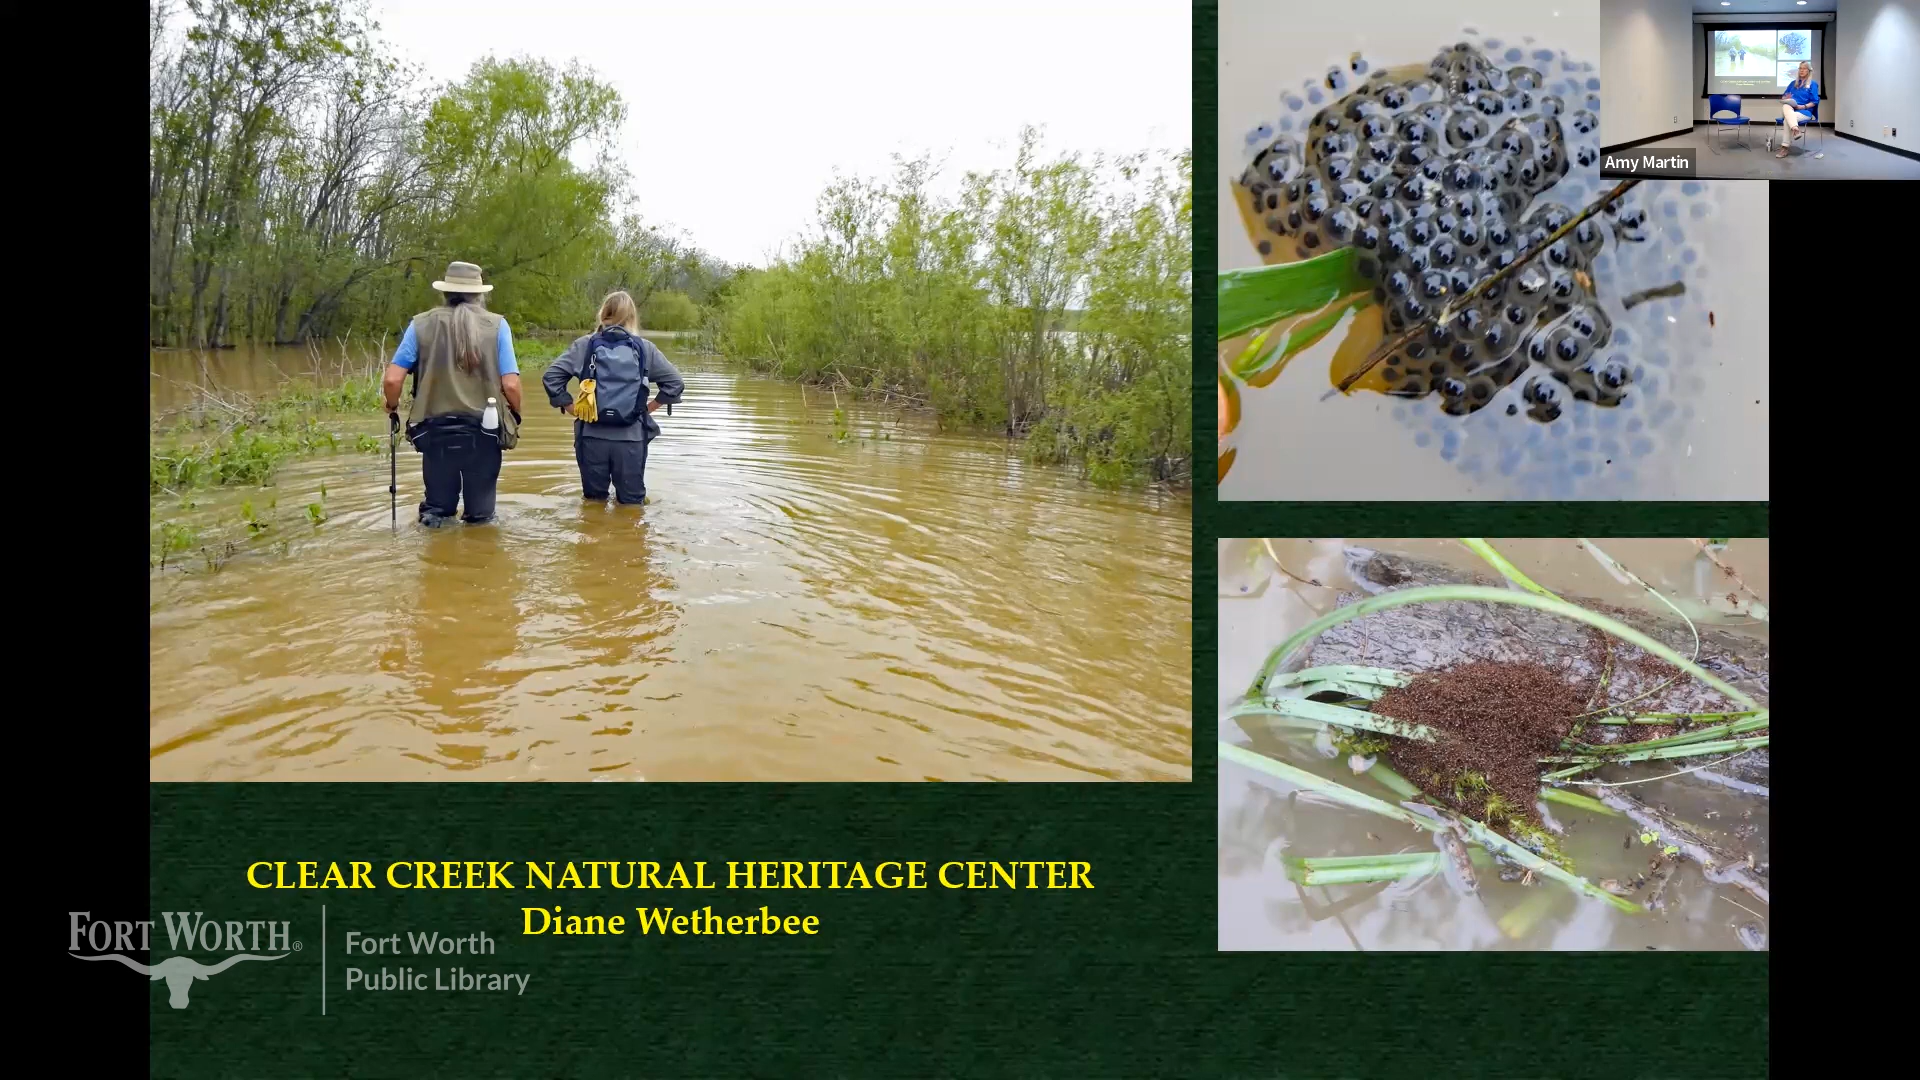 Amy Martin
CLEAR CREEK NATURAL HERITAGE CENTER
Diane Wetherbee
FORT WORTH®
Fort Worth
Public Library